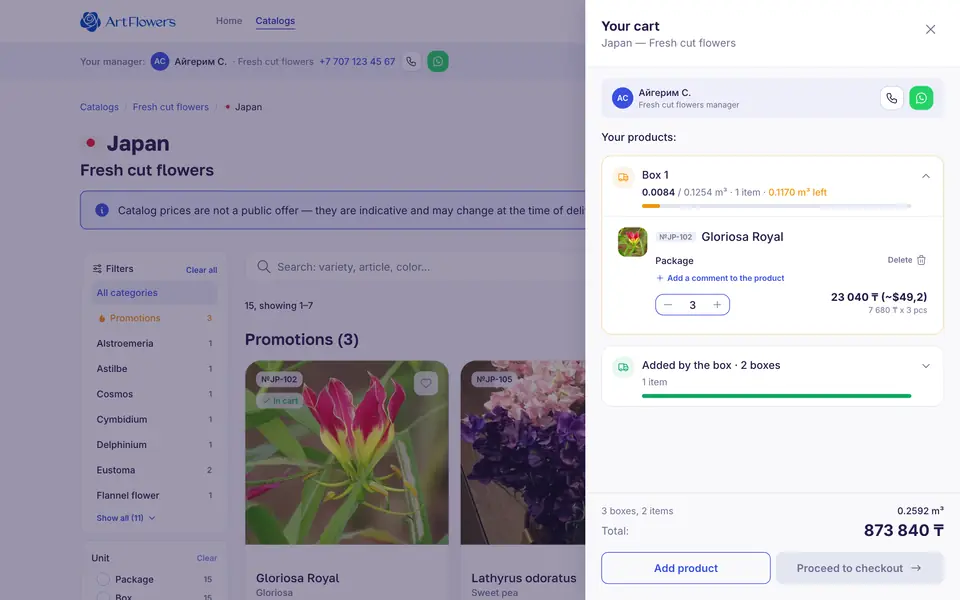 ArtFlowers
Home
Catalogs
Your manager:
AC
Айгерим С.
· Fresh cut flowers
+7 707 123 45 67
Catalogs / Fresh cut flowers / Japan
Japan
Fresh cut flowers
Catalog prices are not a public offer — they are indicative and may change at the time of deli
Filters
Clear all
All categories
Promotions 3
Alstroemeria 1
Astilbe 1
Cosmos 1
Cymbidium 1
Delphinium 1
Eustoma 2
Flannel flower 1
Show all (11)
Unit
Clear
Package 15
Box 15
Search: variety, article, color...
15, showing 1–7
Promotions (3)
№JP-102
In cart
Gloriosa Royal
Gloriosa
№JP-105
Lathyrus odoratus
Sweet pea
Your cart
Japan — Fresh cut flowers
AC
Айгерим С.
Fresh cut flowers manager
Your products:
Box 1
0.0084 / 0.1254 m³ · 1 item · 0.1170 m³ left
№JP-102
Gloriosa Royal
Package
Delete
+ Add a comment to the product
− 3 +
23 040 ₸ (~$49,2)
7 680 ₸ x 3 pcs
Added by the box · 2 boxes
1 item
3 boxes, 2 items
0.2592 m³
Total:
873 840 ₸
Add product
Proceed to checkout →